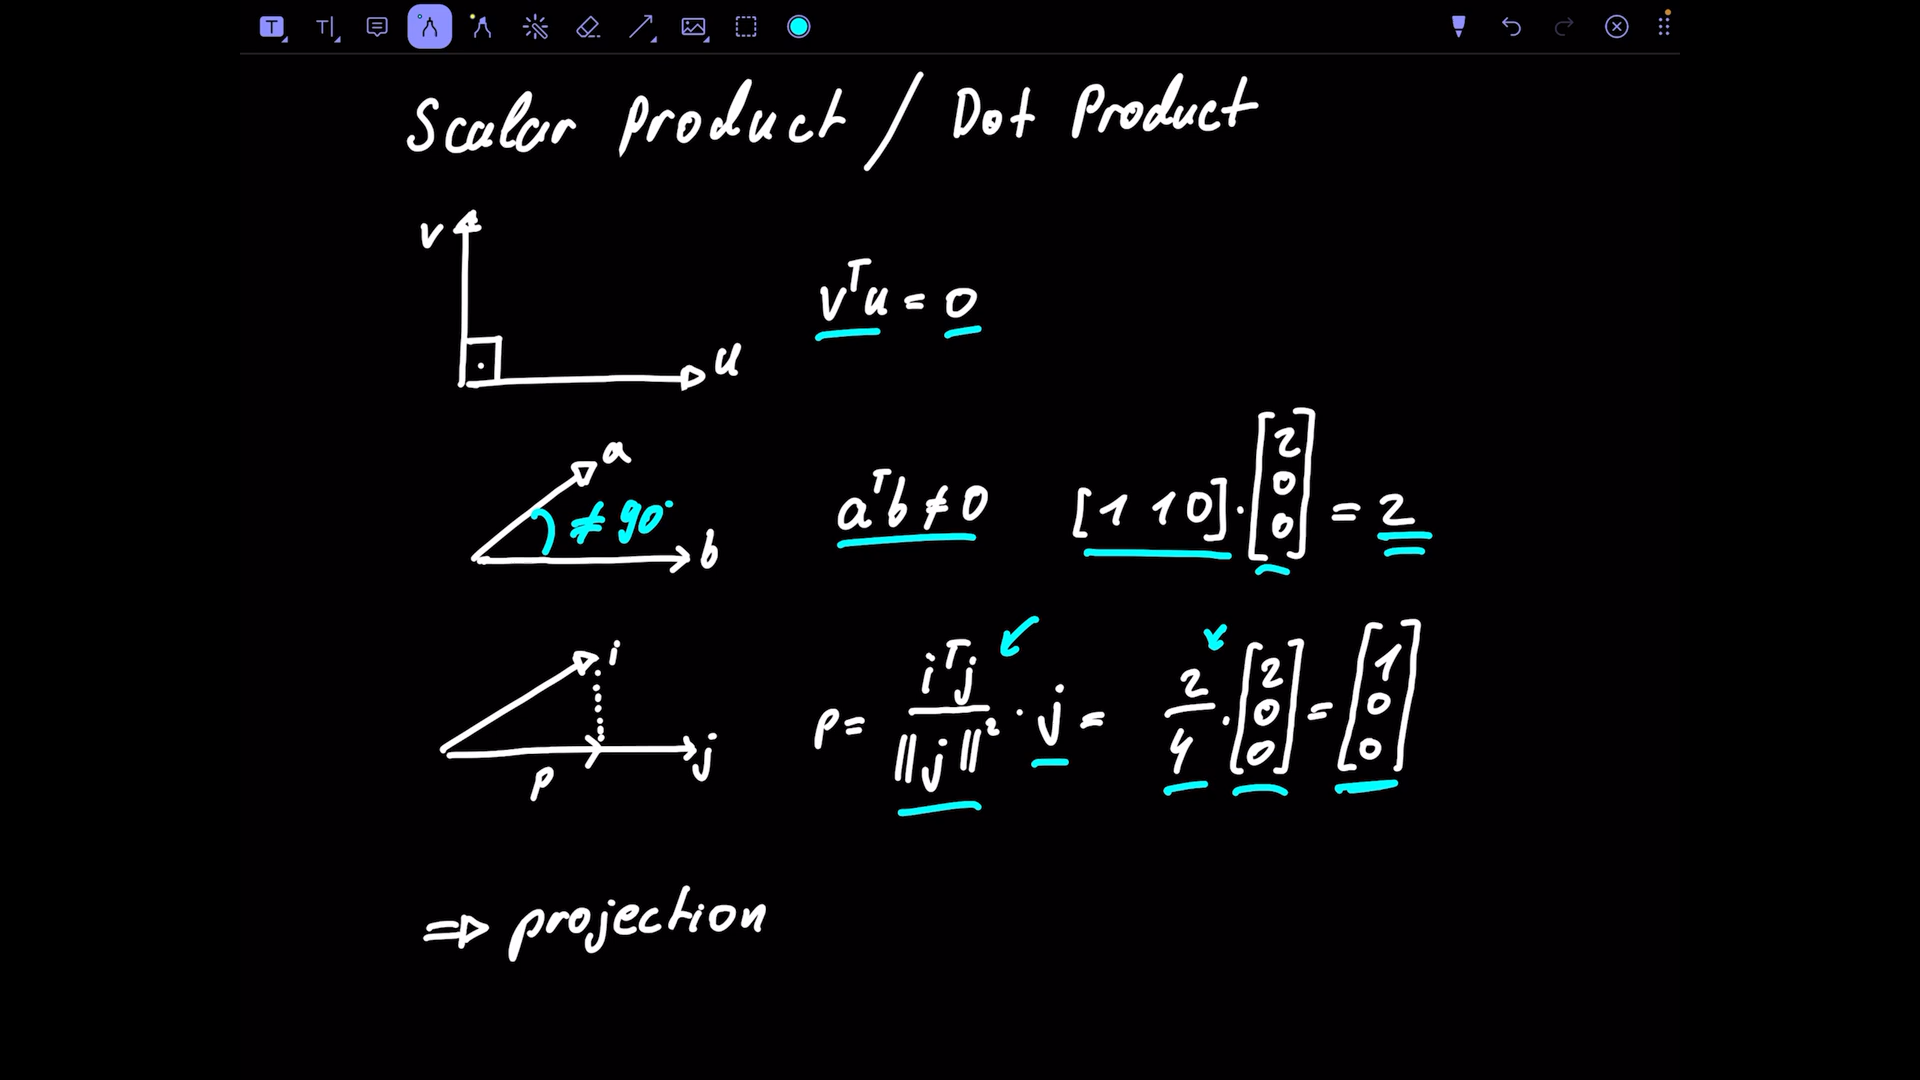 Scalar Product / Dot Product
v
u
vᵀu = 0
a
≠ 90°
b
aᵀb ≠ 0
[1 1 0] · [2 0 0] = 2
i
j
p
p = iᵀj / ||j||² · j = 2/4 · [2 0 0] = [1 0 0]
⇒ projection